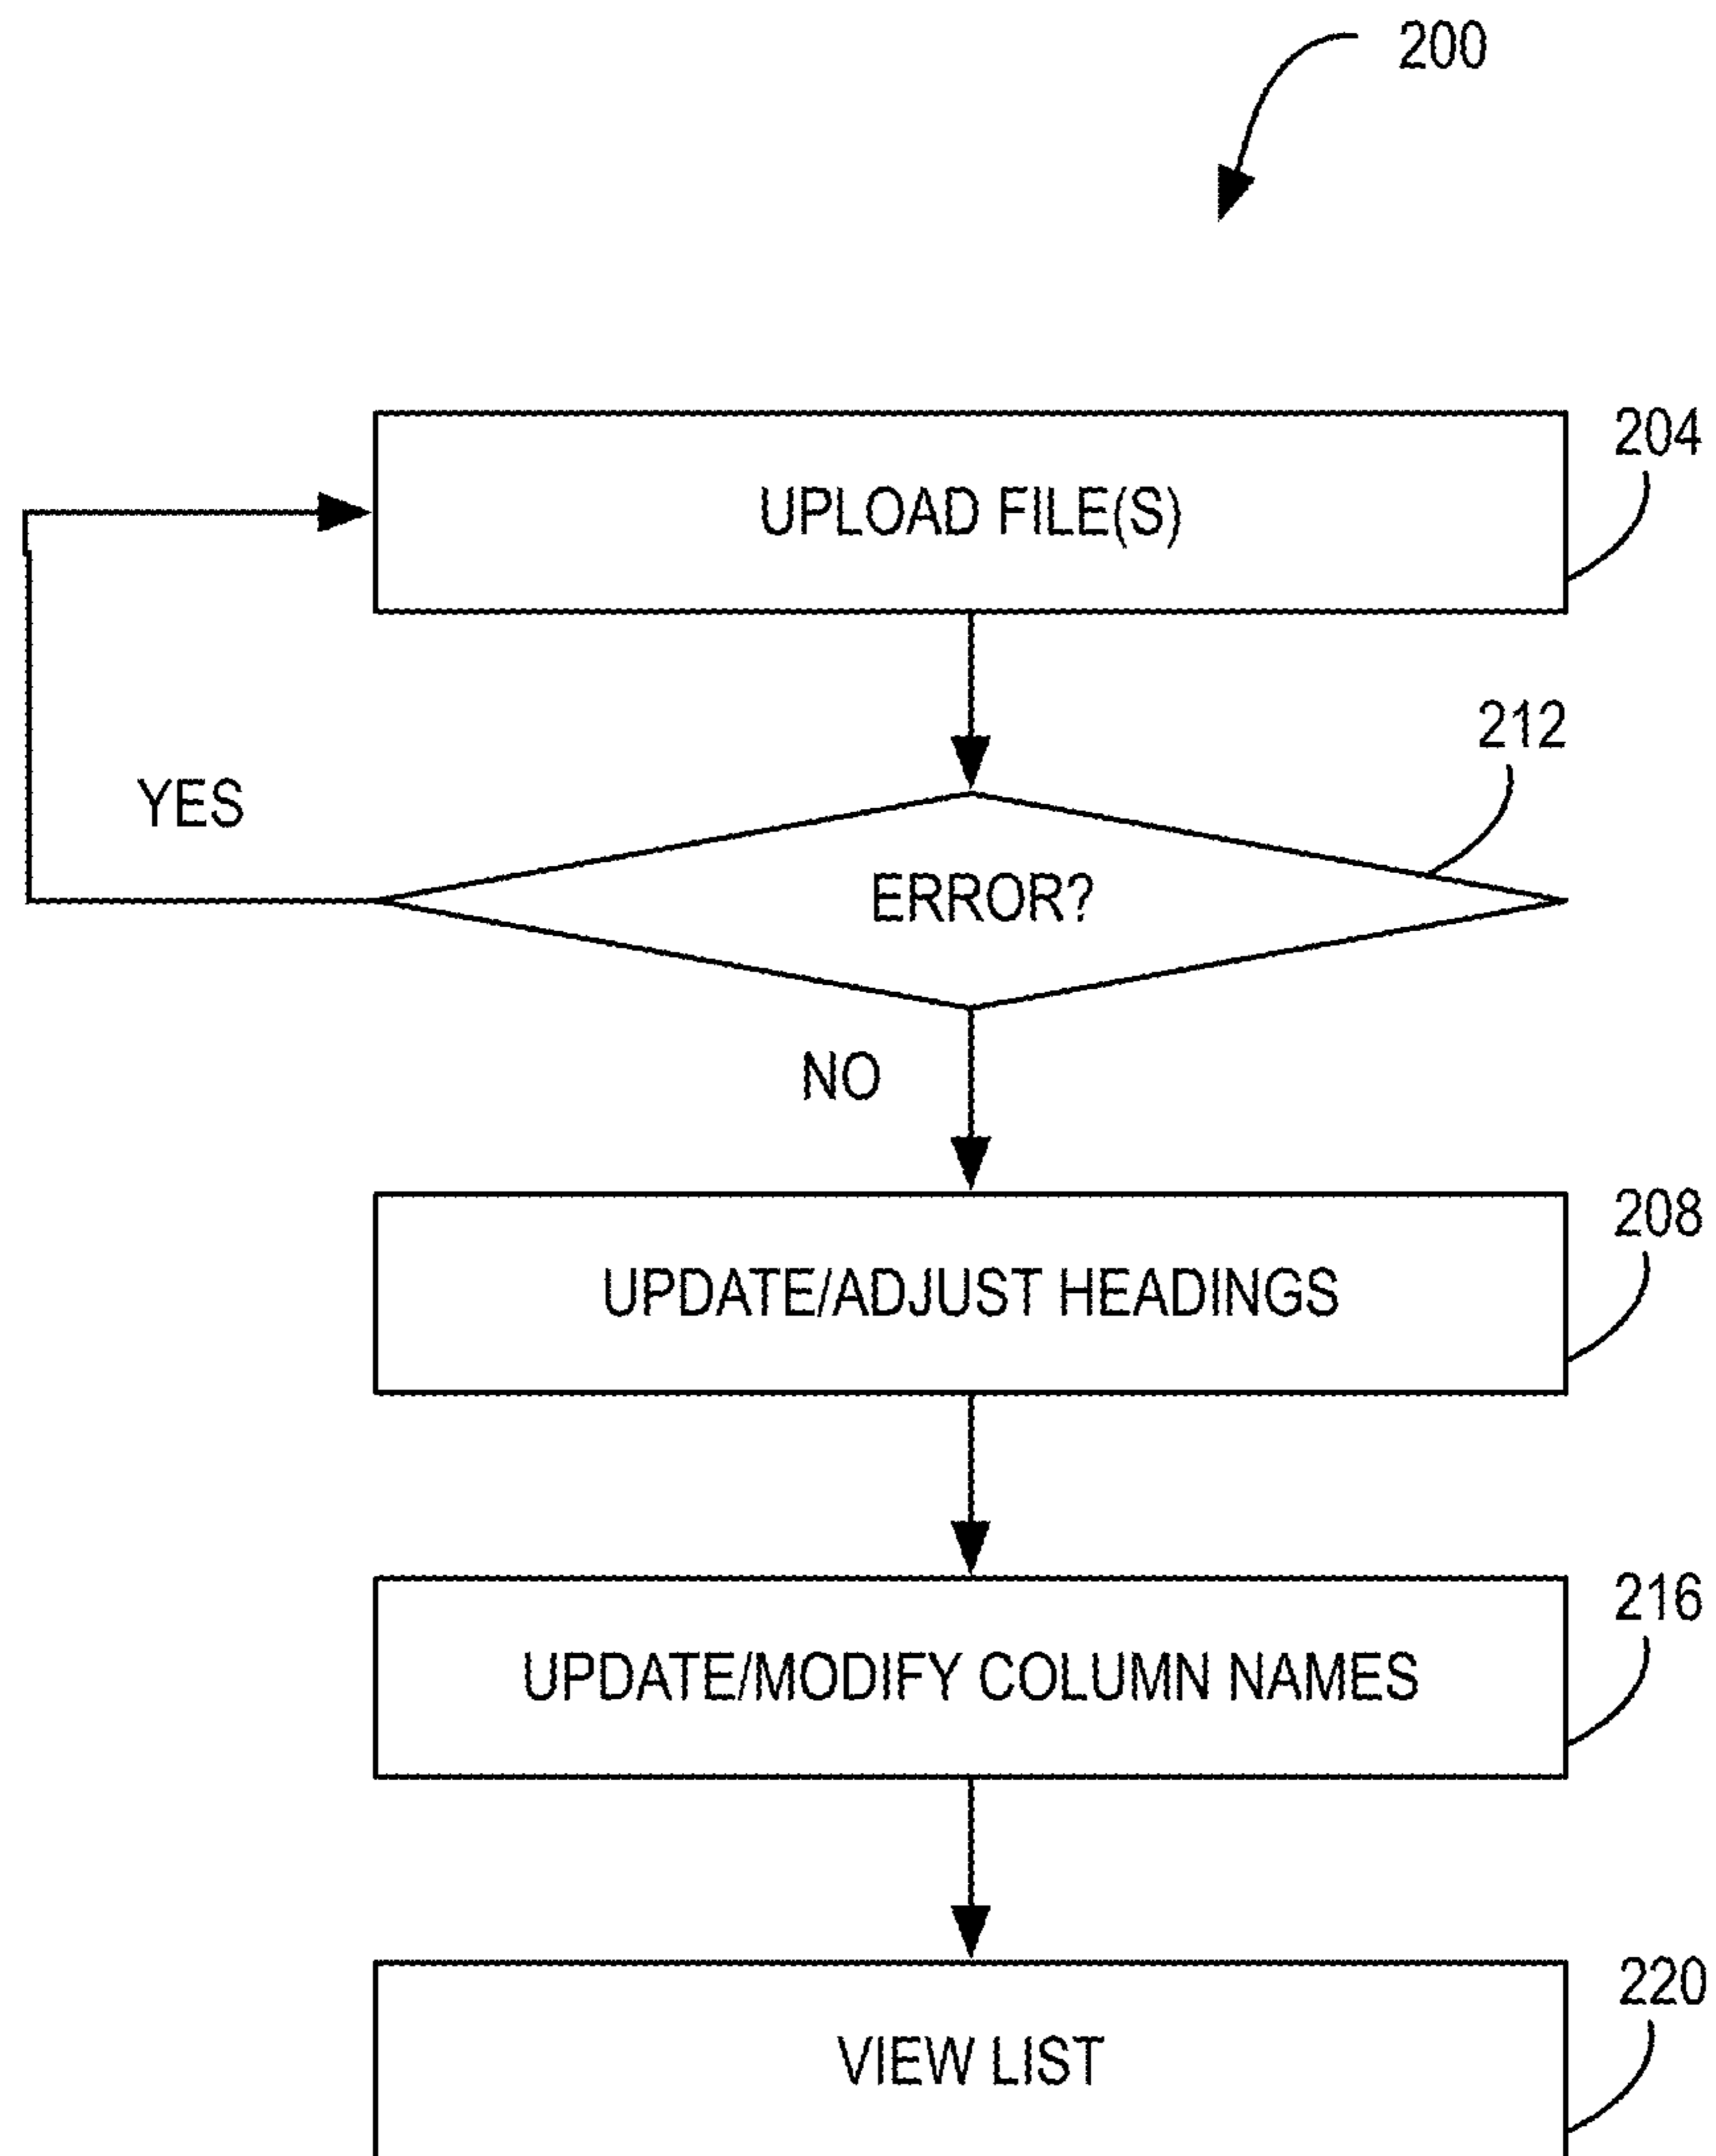 200
204
UPLOAD FILE(S)
212
YES
ERROR?
NO
208
UPDATE/ADJUST HEADINGS
216
UPDATE/MODIFY COLUMN NAMES
220
VIEW LIST